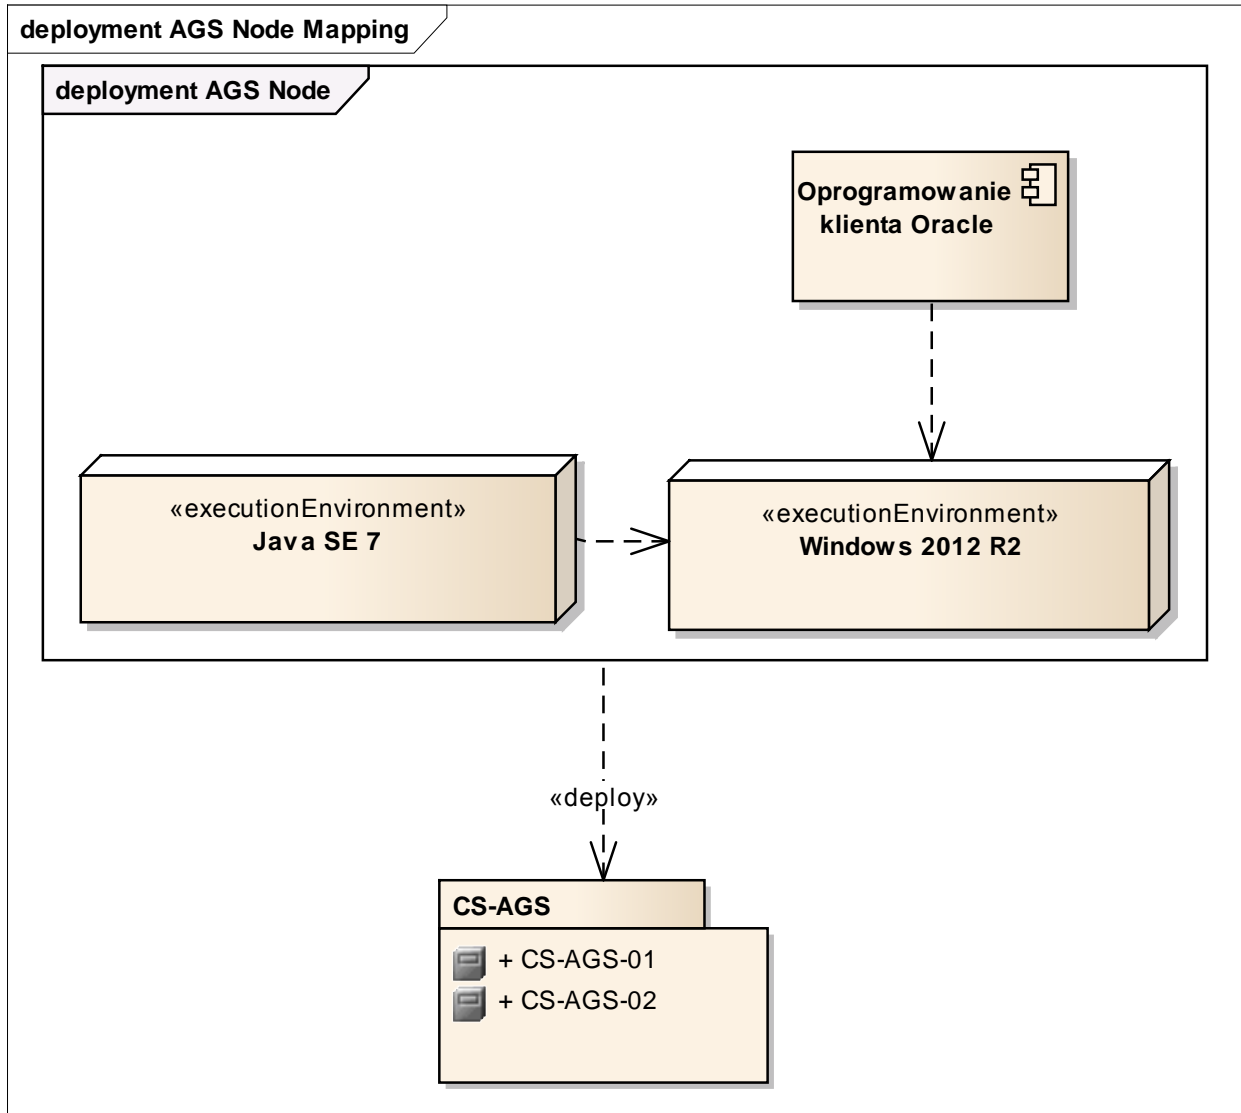 deployment AGS Node Mapping
deployment AGS Node
Oprogramowanie
klienta Oracle
«executionEnvironment»
Java SE 7
«executionEnvironment»
Windows 2012 R2
«deploy»
CS-AGS
+ CS-AGS-01
+ CS-AGS-02